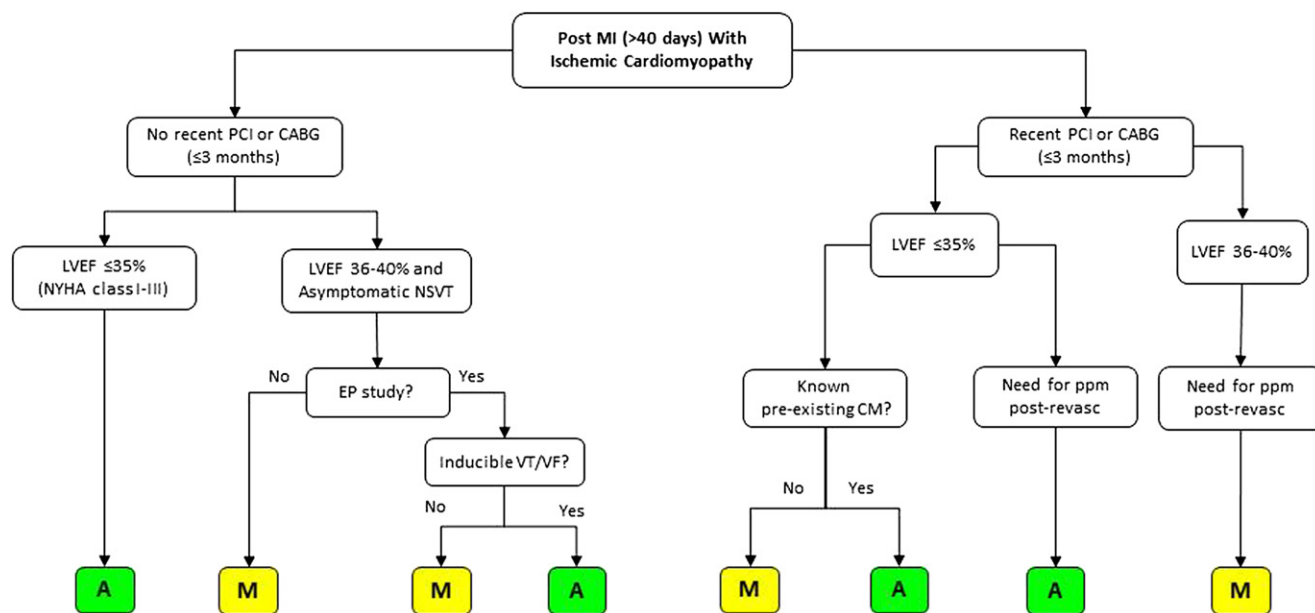 Post MI (>40 days) With
Ischemic Cardiomyopathy
No recent PCI or CABG
(≤3 months)
Recent PCI or CABG
(≤3 months)
LVEF ≤35%
(NYHA class I-III)
LVEF 36-40% and
Asymptomatic NSVT
LVEF ≤35%
LVEF 36-40%
No
EP study?
Yes
Known
pre-existing CM?
Need for ppm
post-revasc
Need for ppm
post-revasc
Inducible VT/VF?
No
Yes
No
Yes
A
M
M
A
M
A
A
M